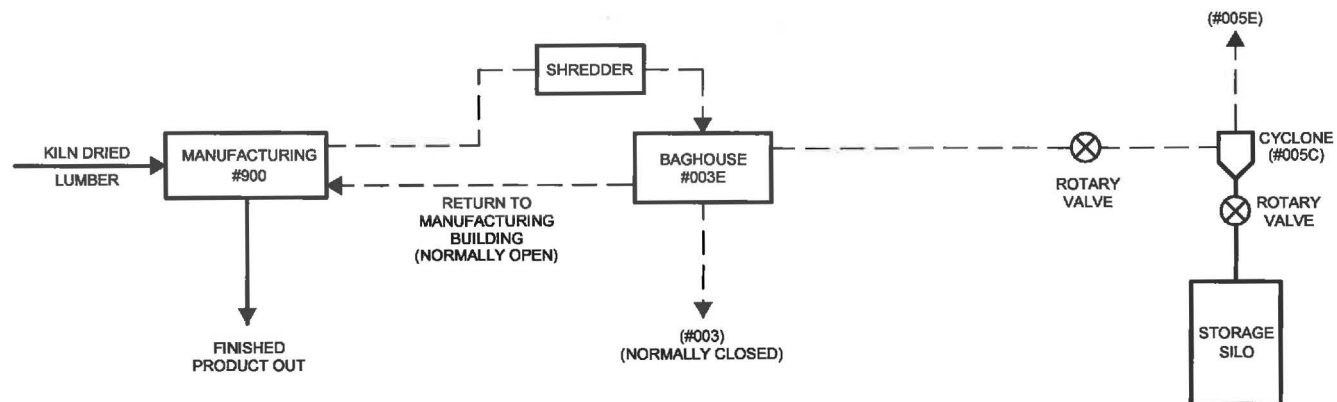 (#005E)
SHREDDER
KILN DRIED
LUMBER
MANUFACTURING
#900
BAGHOUSE
#003E
CYCLONE
(#005C)
ROTARY
VALVE
ROTARY
VALVE
RETURN TO
MANUFACTURING
BUILDING
(NORMALLY OPEN)
FINISHED
PRODUCT OUT
(#003)
(NORMALLY CLOSED)
STORAGE
SILO